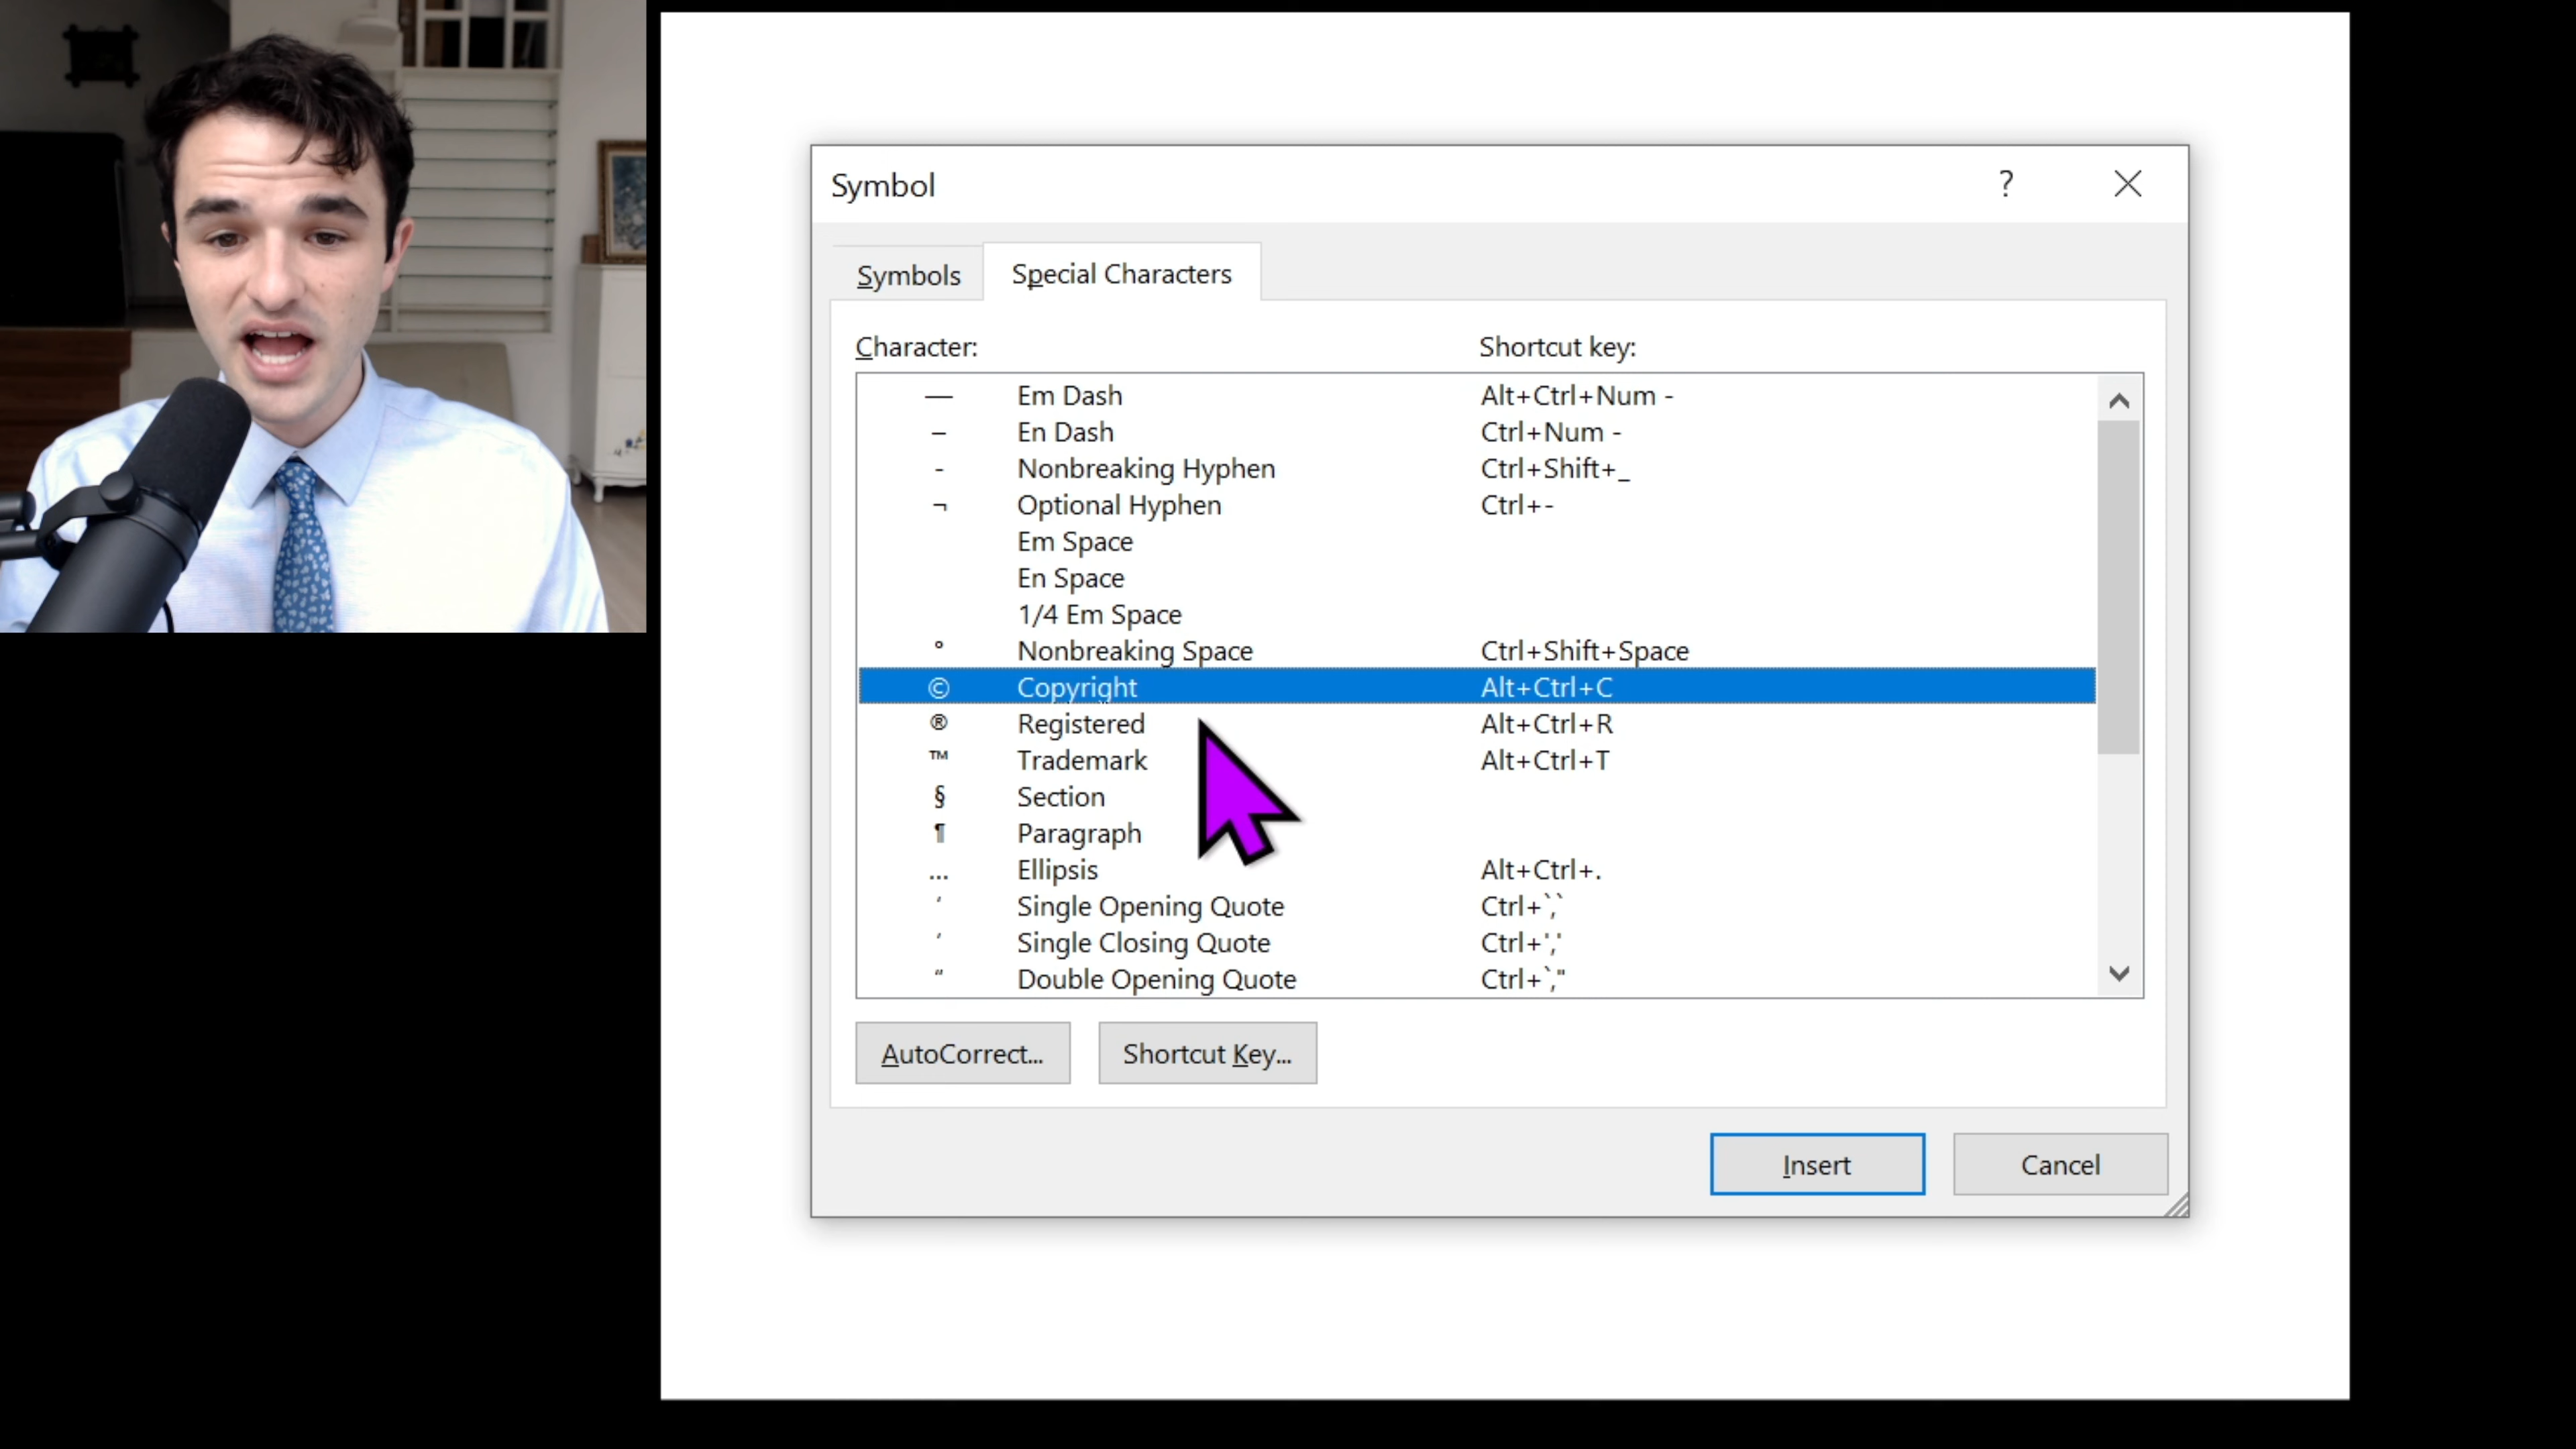 Symbol ?
Symbols Special Characters
Character: Shortcut key:
— Em Dash Alt+Ctrl+Num -
– En Dash Ctrl+Num -
- Nonbreaking Hyphen Ctrl+Shift+_
¬ Optional Hyphen Ctrl+-
Em Space
En Space
1/4 Em Space
° Nonbreaking Space Ctrl+Shift+Space
© Copyright Alt+Ctrl+C
® Registered Alt+Ctrl+R
™ Trademark Alt+Ctrl+T
§ Section
¶ Paragraph
… Ellipsis Alt+Ctrl+.
‘ Single Opening Quote Ctrl+`,`
’ Single Closing Quote Ctrl+','
“ Double Opening Quote Ctrl+`,"
AutoCorrect... Shortcut Key...
Insert Cancel